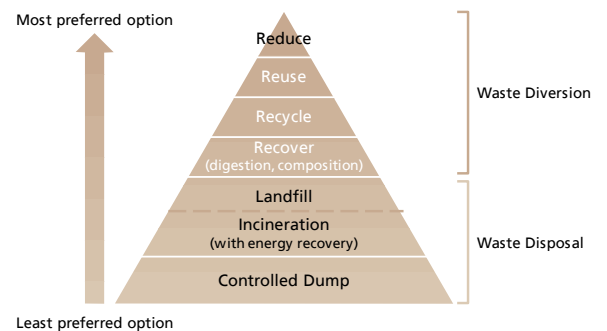 Most preferred option
Reduce
Reuse
Recycle
Recover
(digestion, composition)
Waste Diversion
Landfill
Incineration
(with energy recovery)
Controlled Dump
Waste Disposal
Least preferred option